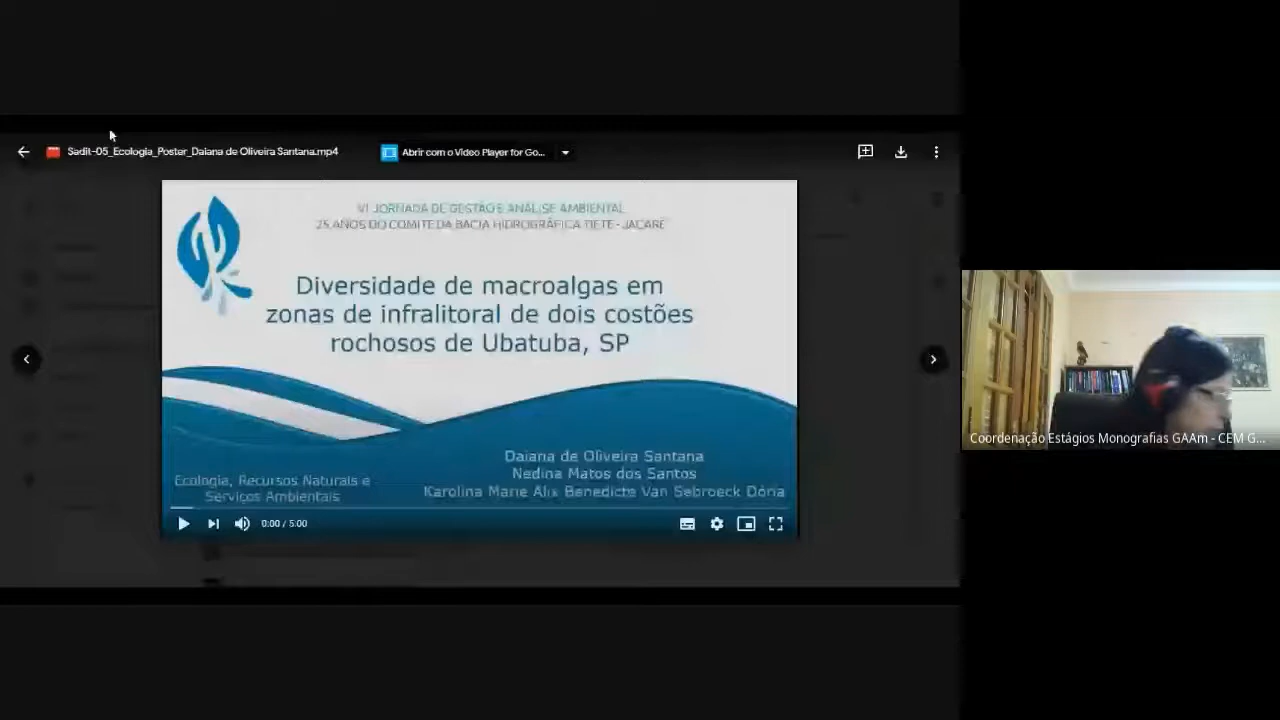 Sadit-05_Ecologia_Poster_Daiana de Oliveira Santana.mp4
Abrir com o Video Player for Go...
VI JORNADA DE GESTÃO E ANÁLISE AMBIENTAL
25 ANOS DO COMITE DA BACIA HIDROGRÁFICA TIETE - JACARÉ
Diversidade de macroalgas em
zonas de infralitoral de dois costões
rochosos de Ubatuba, SP
Daiana de Oliveira Santana
Nedina Matos dos Santos
Karolina Marie Alix Benedicte Van Sebroeck Dória
Ecologia, Recursos Naturais e
Serviços Ambientais
0:00 / 5:00
Coordenação Estágios Monografias GAAm - CEM G...